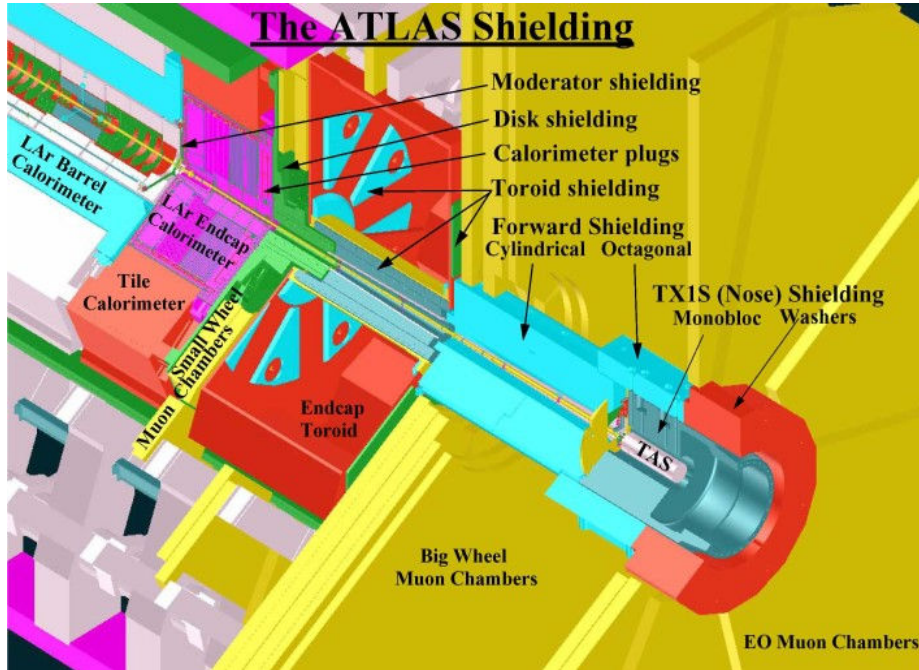 The ATLAS Shielding
Moderator shielding
Disk shielding
Calorimeter plugs
Toroid shielding
Forward Shielding
Cylindrical Octagonal
TX1S (Nose) Shielding
Monobloc Washers
LAr Barrel
Calorimeter
LAr Endcap
Calorimeter
Tile
Calorimeter
Small Wheel
Muon Chambers
Endcap
Toroid
TAS
Big Wheel
Muon Chambers
EO Muon Chambers